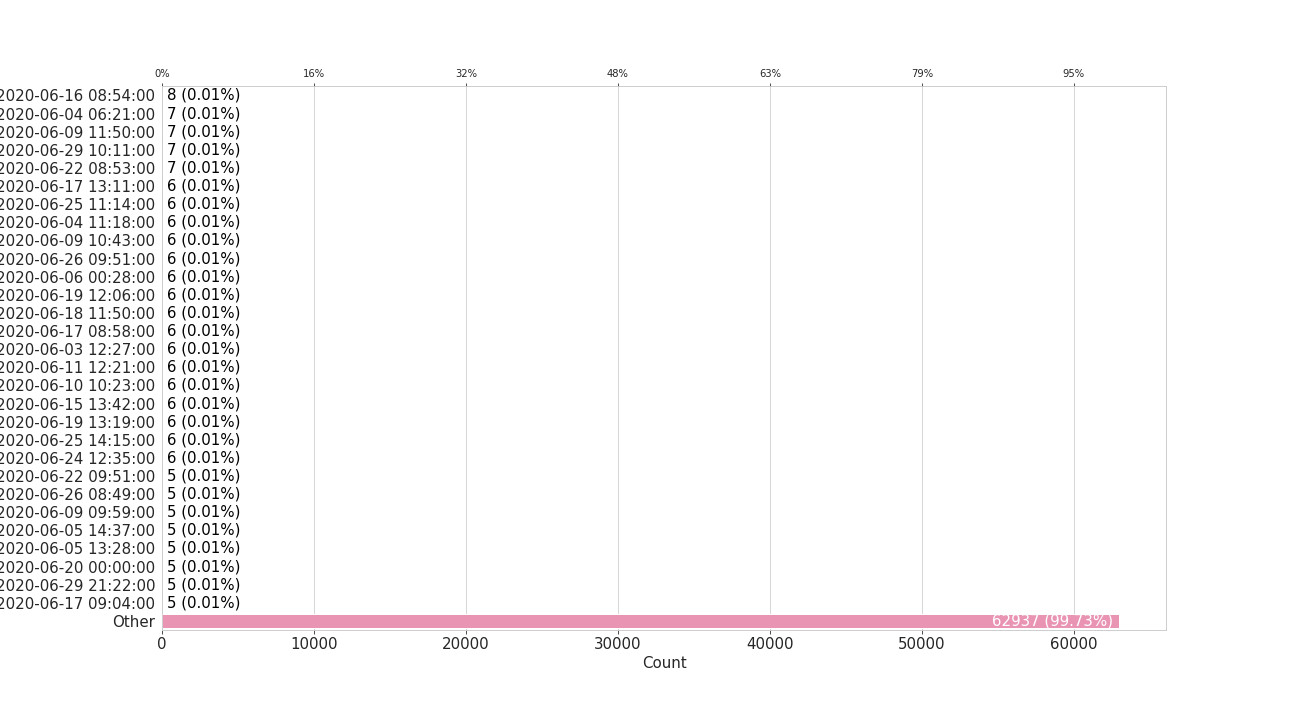 0% 16% 32% 48% 63% 79% 95%
2020-06-16 08:54:00 8 (0.01%)
2020-06-04 06:21:00 7 (0.01%)
2020-06-09 11:50:00 7 (0.01%)
2020-06-29 10:11:00 7 (0.01%)
2020-06-22 08:53:00 7 (0.01%)
2020-06-17 13:11:00 6 (0.01%)
2020-06-25 11:14:00 6 (0.01%)
2020-06-04 11:18:00 6 (0.01%)
2020-06-09 10:43:00 6 (0.01%)
2020-06-26 09:51:00 6 (0.01%)
2020-06-06 00:28:00 6 (0.01%)
2020-06-19 12:06:00 6 (0.01%)
2020-06-18 11:50:00 6 (0.01%)
2020-06-17 08:58:00 6 (0.01%)
2020-06-03 12:27:00 6 (0.01%)
2020-06-11 12:21:00 6 (0.01%)
2020-06-10 10:23:00 6 (0.01%)
2020-06-15 13:42:00 6 (0.01%)
2020-06-19 13:19:00 6 (0.01%)
2020-06-25 14:15:00 6 (0.01%)
2020-06-24 12:35:00 6 (0.01%)
2020-06-22 09:51:00 5 (0.01%)
2020-06-26 08:49:00 5 (0.01%)
2020-06-09 09:59:00 5 (0.01%)
2020-06-05 14:37:00 5 (0.01%)
2020-06-05 13:28:00 5 (0.01%)
2020-06-20 00:00:00 5 (0.01%)
2020-06-29 21:22:00 5 (0.01%)
2020-06-17 09:04:00 5 (0.01%)
Other 62937 (99.73%)
0 10000 20000 30000 40000 50000 60000
Count